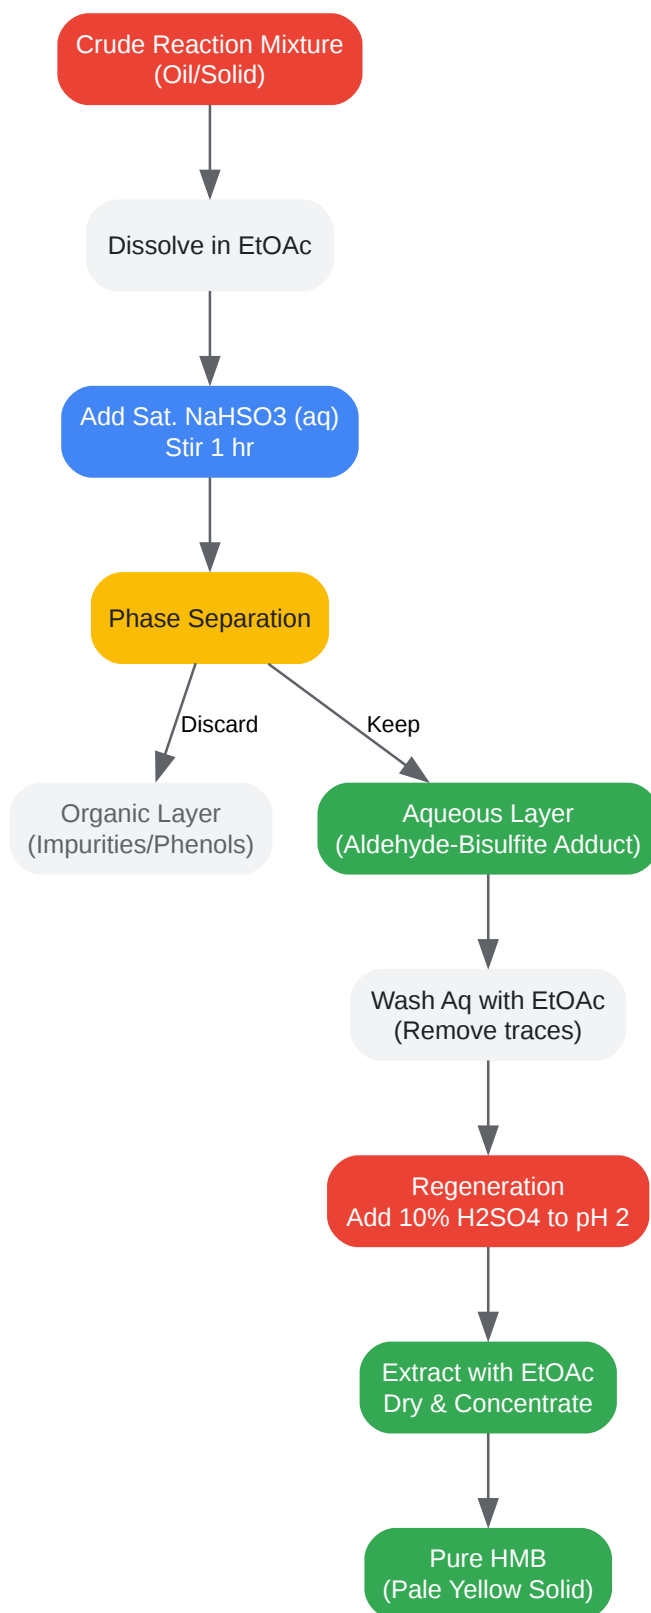 Crude Reaction Mixture
(Oil/Solid)
Dissolve in EtOAc
Add Sat. NaHSO3 (aq)
Stir 1 hr
Phase Separation
Discard
Keep
Organic Layer
(Impurities/Phenols)
Aqueous Layer
(Aldehyde-Bisulfite Adduct)
Wash Aq with EtOAc
(Remove traces)
Regeneration
Add 10% H2SO4 to pH 2
Extract with EtOAc
Dry & Concentrate
Pure HMB
(Pale Yellow Solid)